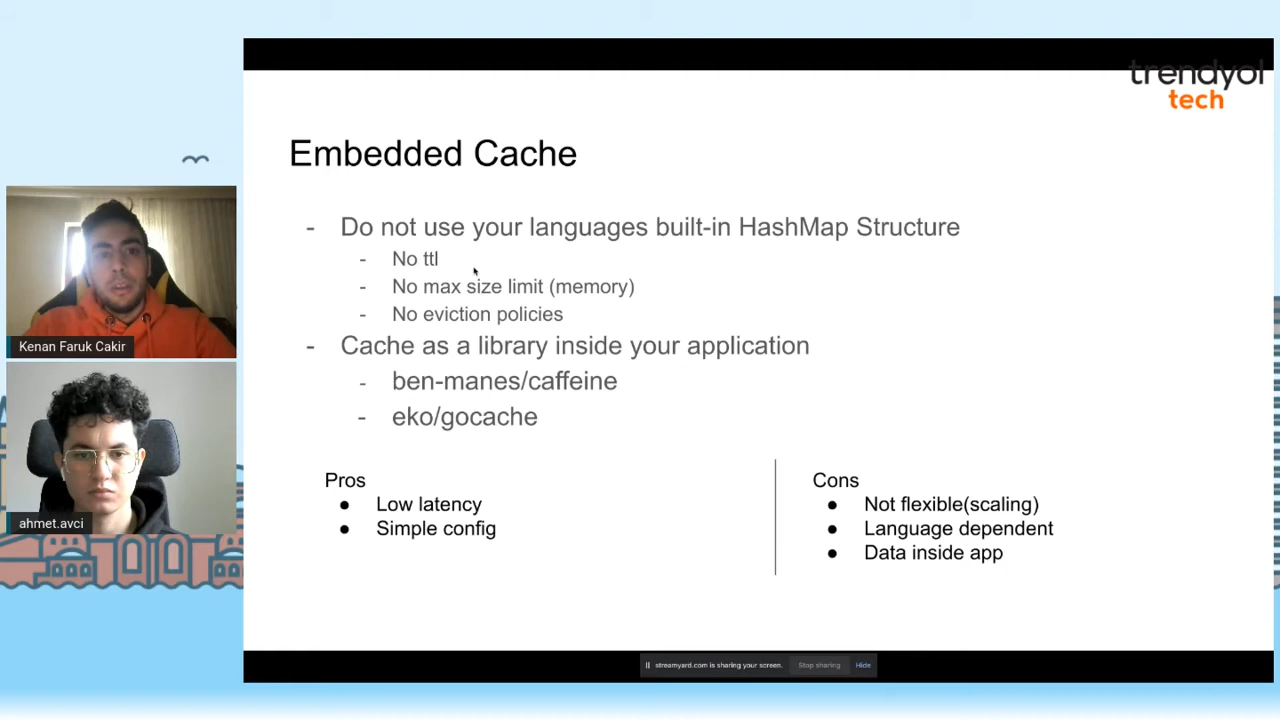 trendyol
tech
Embedded Cache
- Do not use your languages built-in HashMap Structure
- No ttl
- No max size limit (memory)
- No eviction policies
- Cache as a library inside your application
- ben-manes/caffeine
- eko/gocache
Pros
● Low latency
● Simple config
Cons
● Not flexible(scaling)
● Language dependent
● Data inside app
Kenan Faruk Cakir
ahmet.avci
streamyard.com is sharing your screen. Stop sharing Hide